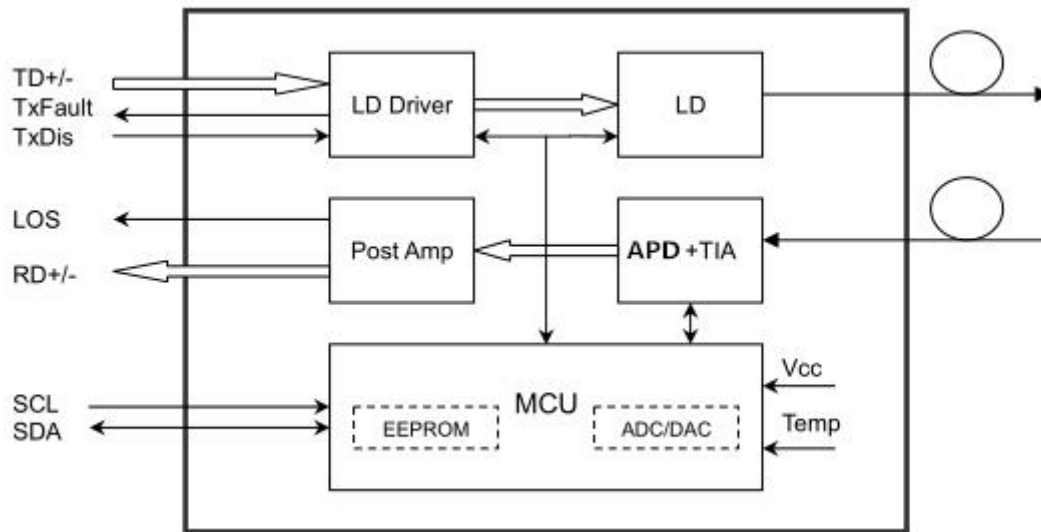 TD+/-
TxFault
TxDis
LD Driver
LD
LOS
RD+/-
Post Amp
APD +TIA
Vcc
SCL
SDA
MCU
EEPROM
ADC/DAC
Temp